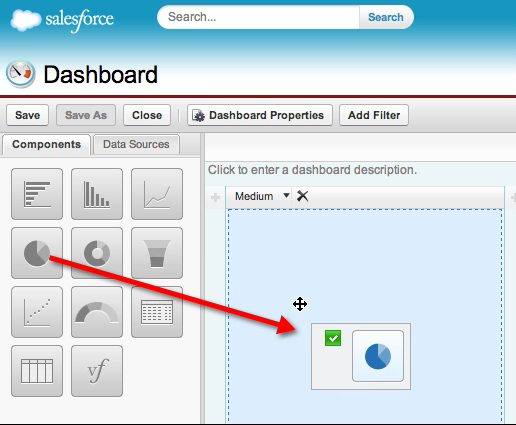 salesforce
Search... Search
Dashboard
Save Save As Close Dashboard Properties Add Filter
Components Data Sources
Click to enter a dashboard description.
Medium
vf